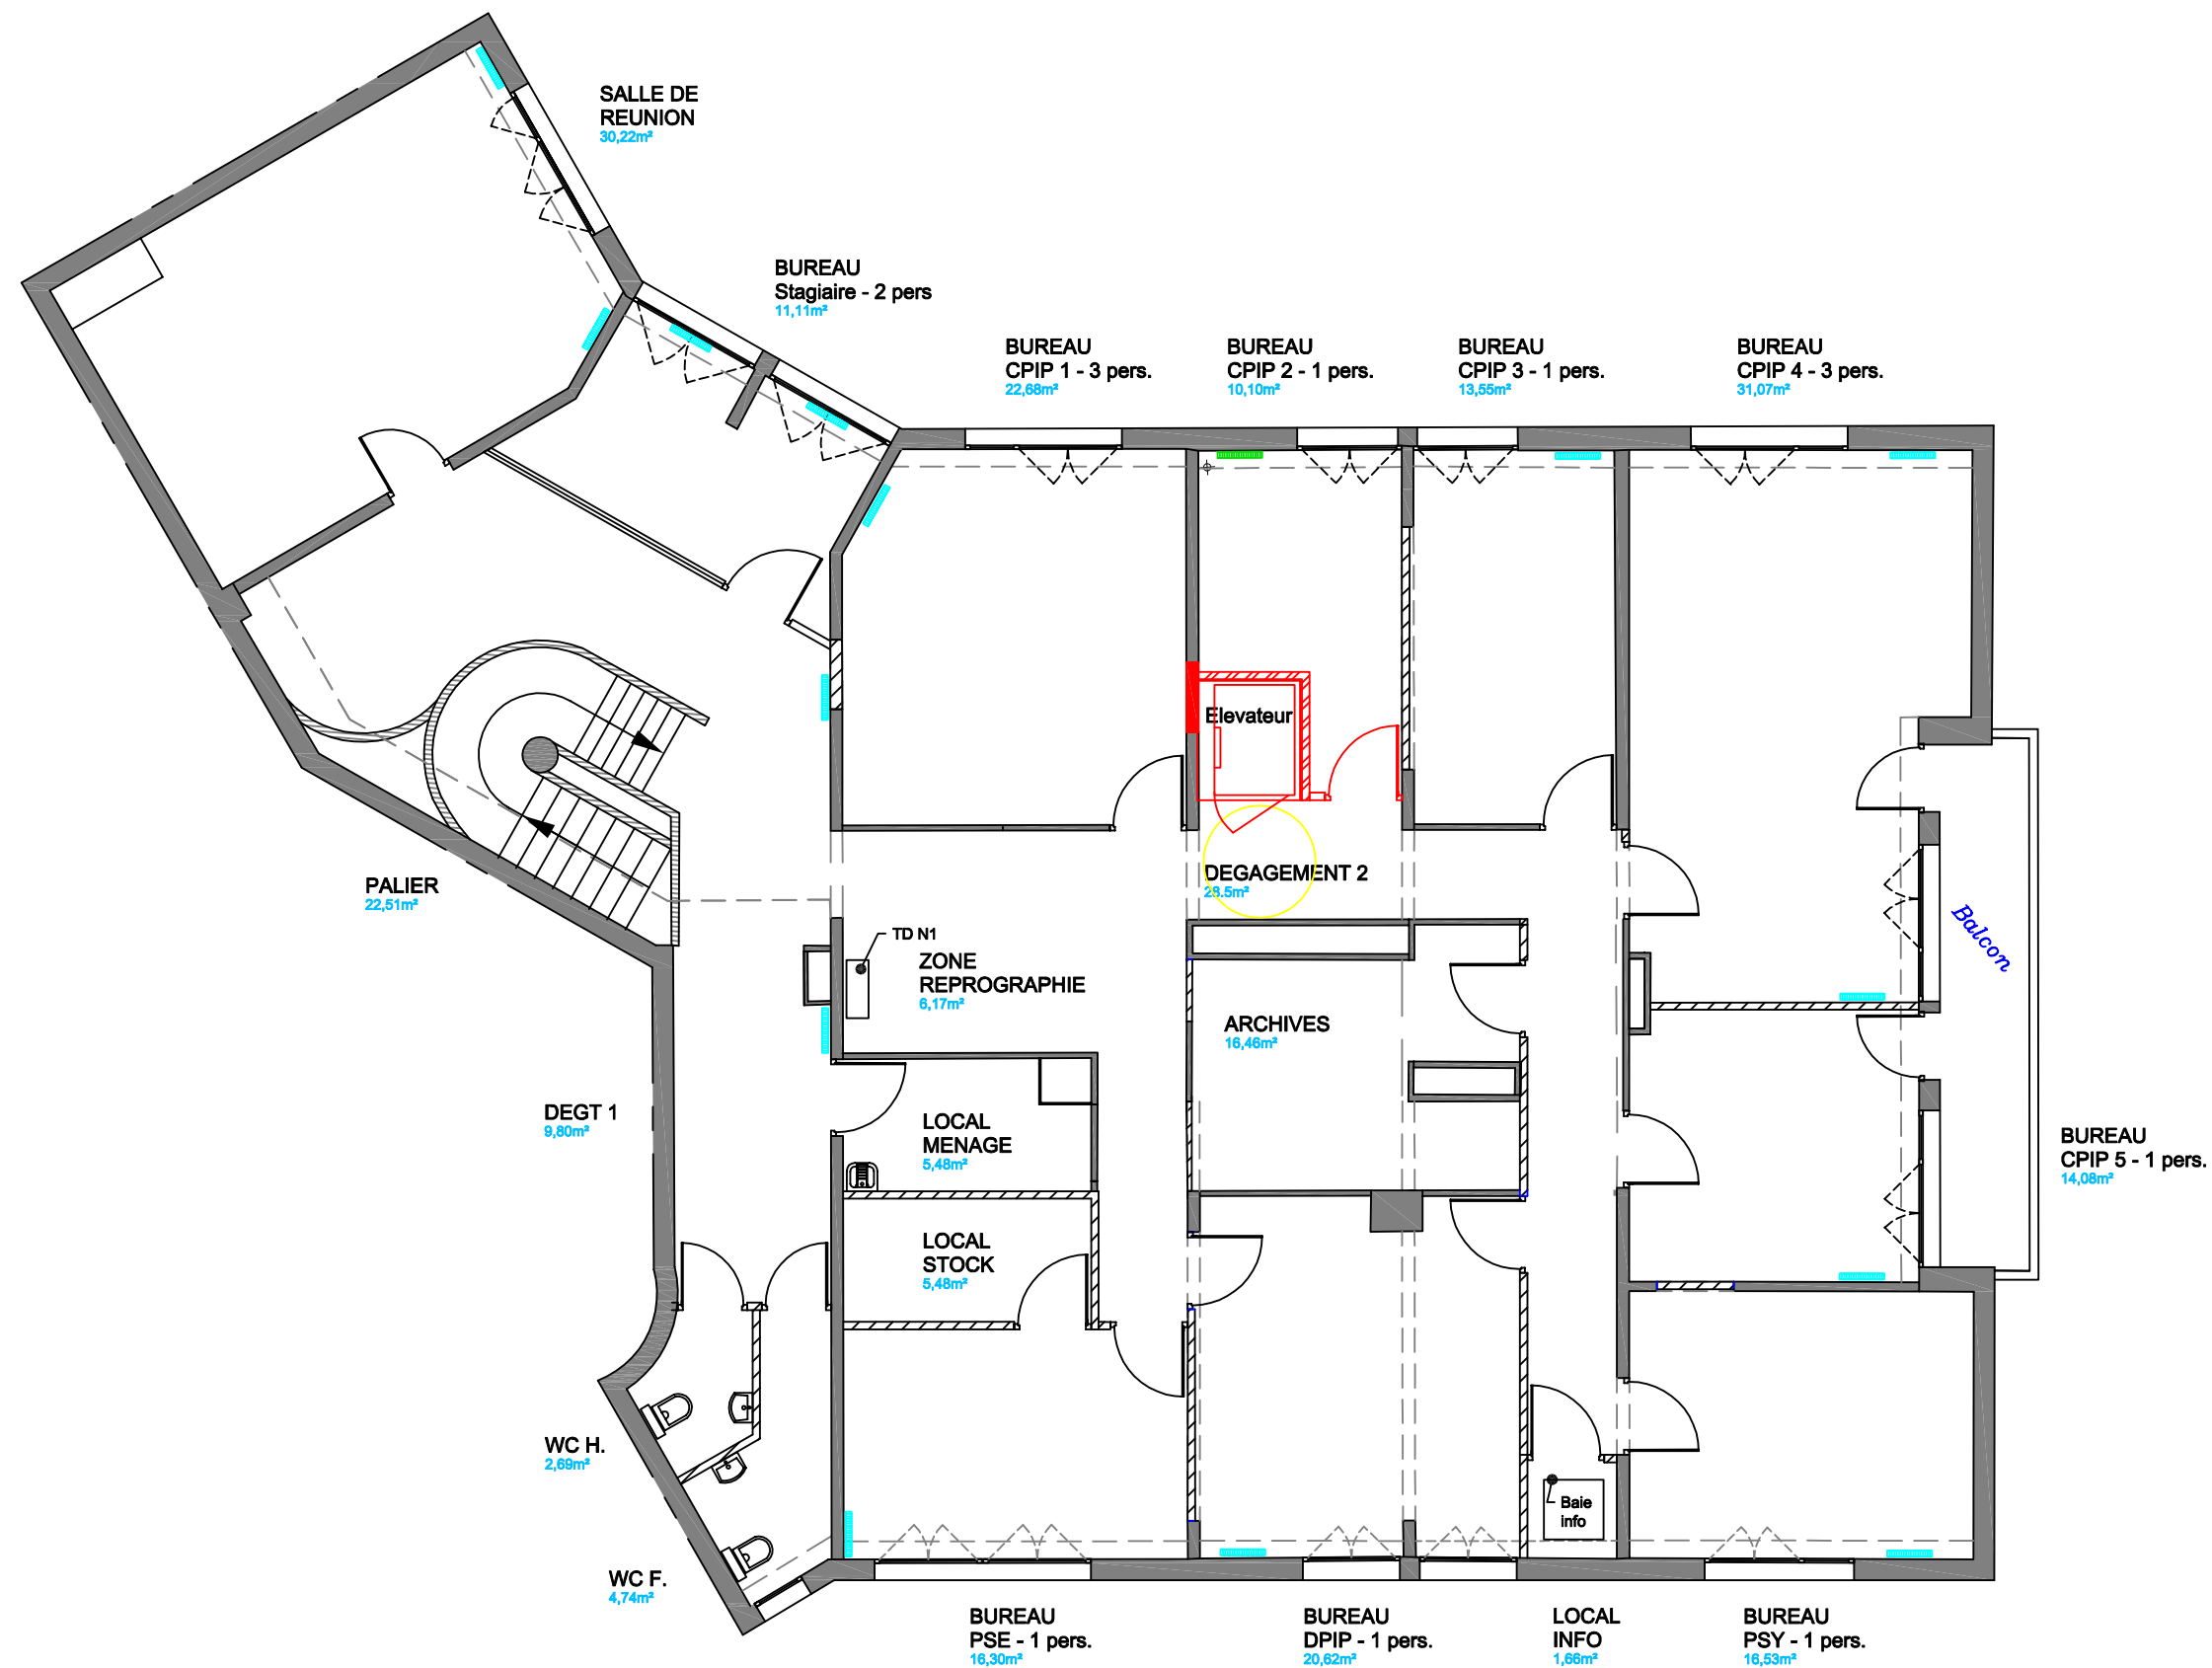 SALLE DE
REUNION
30,22m²
BUREAU
Stagiaire - 2 pers
11,11m²
BUREAU
CPIP 1 - 3 pers.
22,68m²
BUREAU
CPIP 2 - 1 pers.
10,10m²
BUREAU
CPIP 3 - 1 pers.
13,55m²
BUREAU
CPIP 4 - 3 pers.
31,07m²
Elevateur
PALIER
22,51m²
DEGAGEMENT 2
28.5m²
TD N1
ZONE
REPROGRAPHIE
6,17m²
Balcon
ARCHIVES
16,46m²
DEGT 1
9,80m²
LOCAL
MENAGE
5,48m²
BUREAU
CPIP 5 - 1 pers.
14,08m²
LOCAL
STOCK
5,48m²
WC H.
2,69m²
Baie
info
WC F.
4,74m²
BUREAU
PSE - 1 pers.
16,30m²
BUREAU
DPIP - 1 pers.
20,62m²
LOCAL
INFO
1,66m²
BUREAU
PSY - 1 pers.
16,53m²